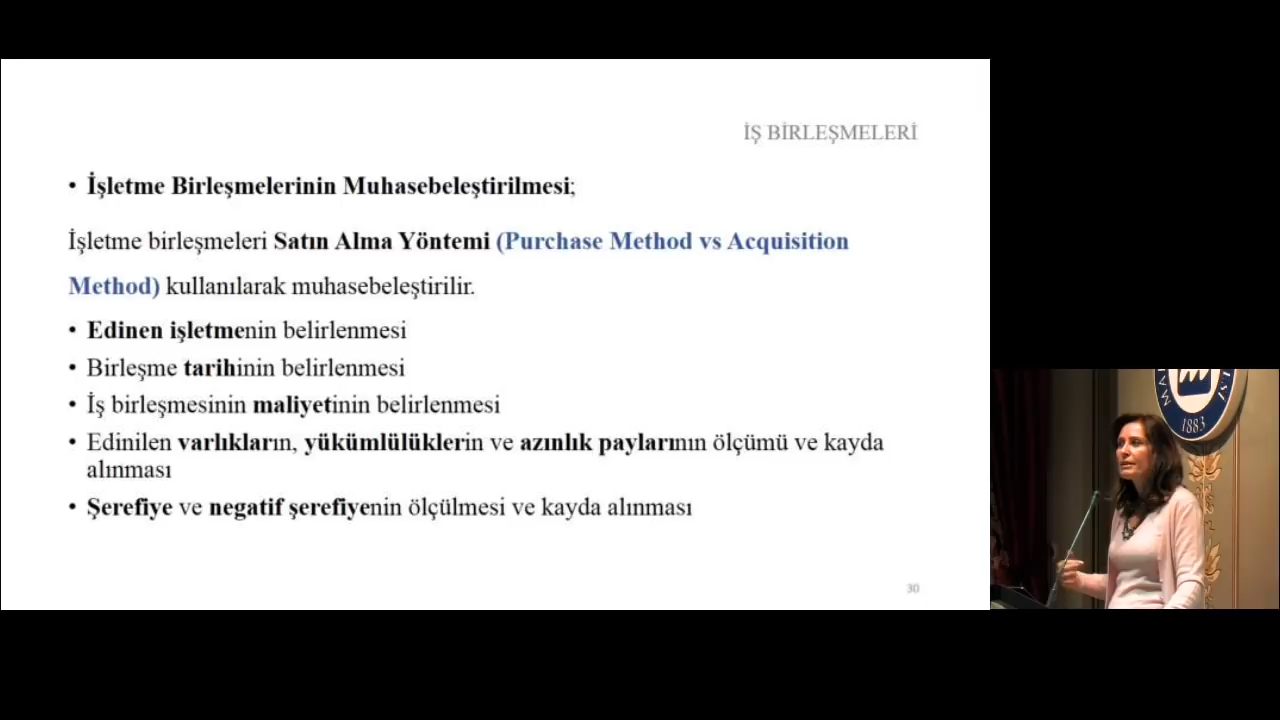 İŞ BİRLEŞMELERİ
• İşletme Birleşmelerinin Muhasebeleştirilmesi;
İşletme birleşmeleri Satın Alma Yöntemi (Purchase Method vs Acquisition
Method) kullanılarak muhasebeleştirilir.
• Edinen işletmenin belirlenmesi
• Birleşme tarihinin belirlenmesi
• İş birleşmesinin maliyetinin belirlenmesi
• Edinilen varlıkların, yükümlülüklerin ve azınlık paylarının ölçümü ve kayda
alınması
• Şerefiye ve negatif şerefiyenin ölçülmesi ve kayda alınması
30
1883